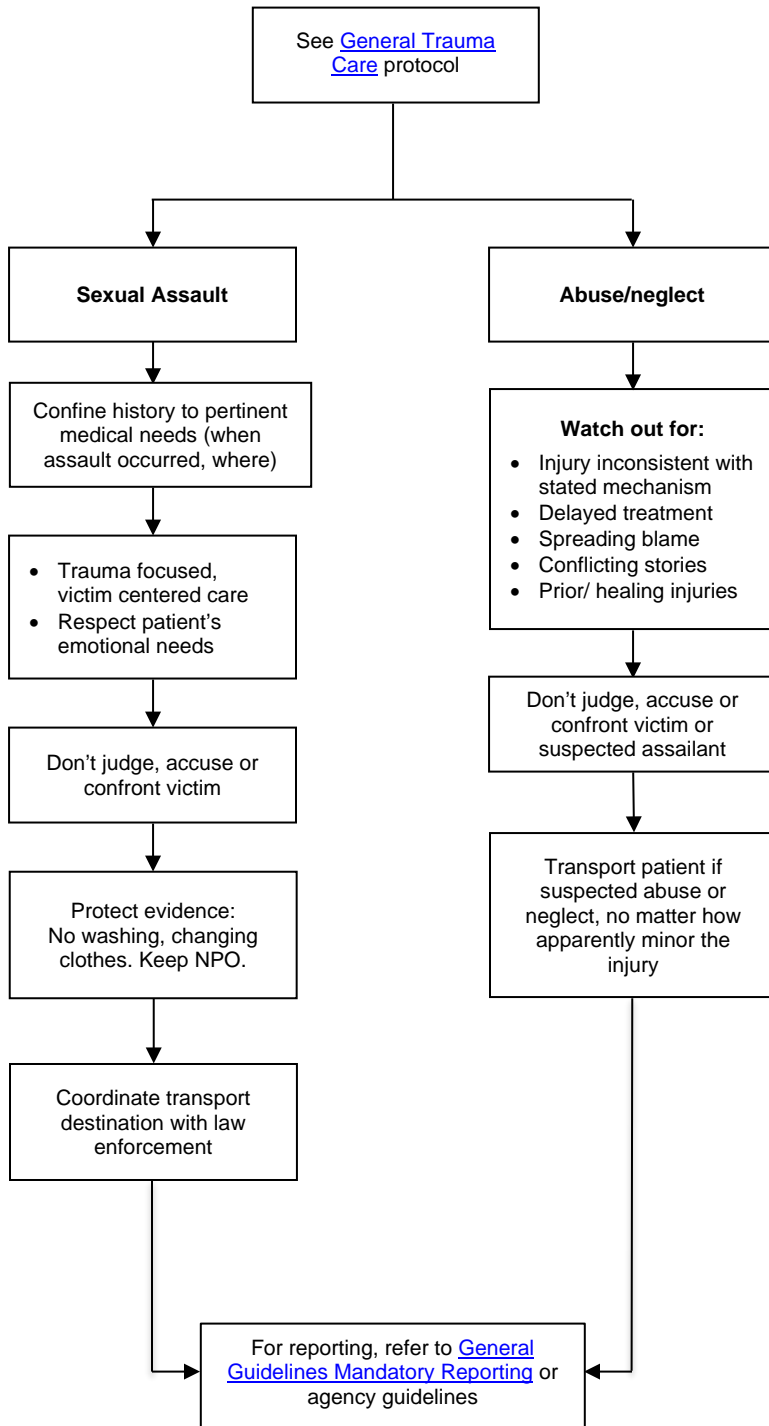 See General Trauma
Care protocol
Sexual Assault
Confine history to pertinent
medical needs (when
assault occurred, where)
• Trauma focused,
victim centered care
• Respect patient's
emotional needs
Don't judge, accuse or
confront victim
Protect evidence:
No washing, changing
clothes. Keep NPO.
Coordinate transport
destination with law
enforcement
Abuse/neglect
Watch out for:
• Injury inconsistent with
stated mechanism
• Delayed treatment
• Spreading blame
• Conflicting stories
• Prior/ healing injuries
Don't judge, accuse or
confront victim or
suspected assailant
Transport patient if
suspected abuse or
neglect, no matter how
apparently minor the
injury
For reporting, refer to General
Guidelines Mandatory Reporting or
agency guidelines